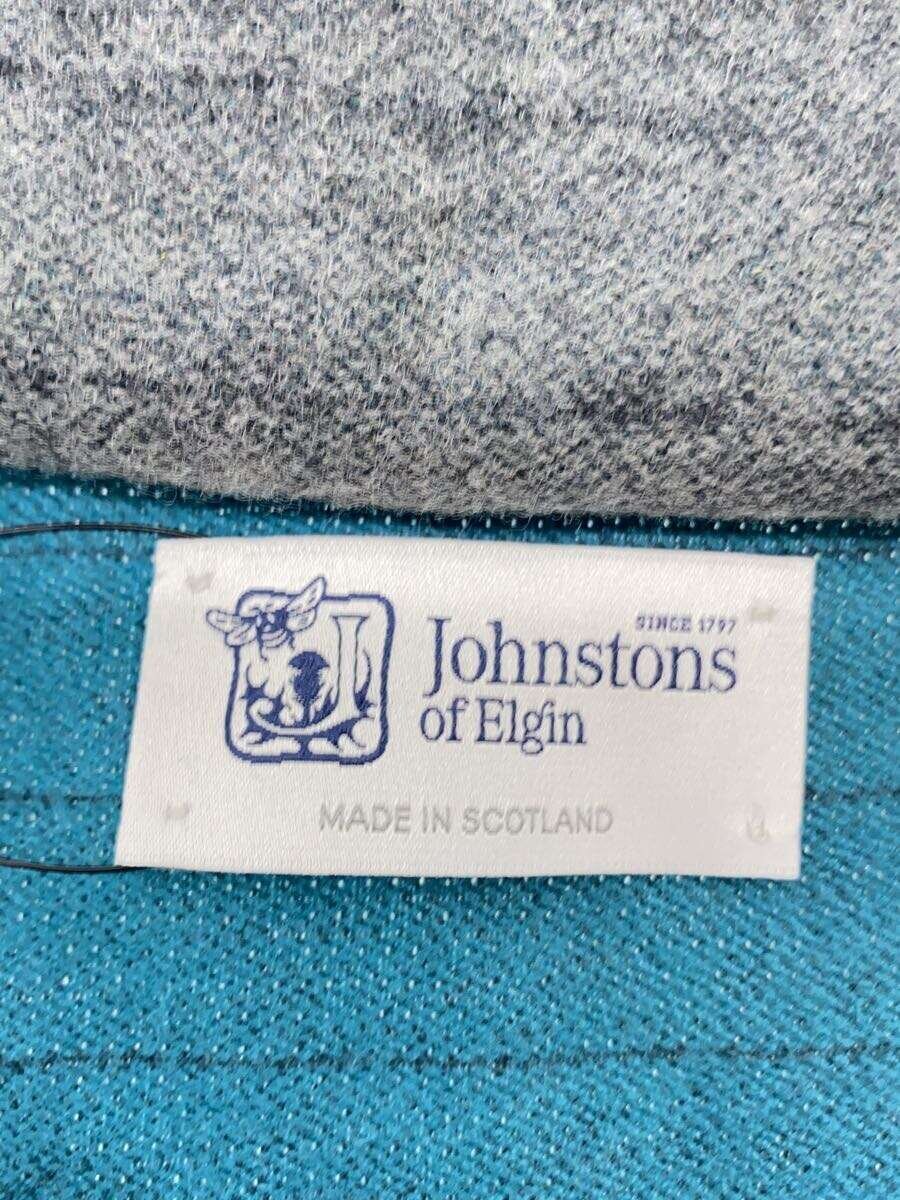 SINCE 1797
Johnstons
of Elgin
MADE IN SCOTLAND